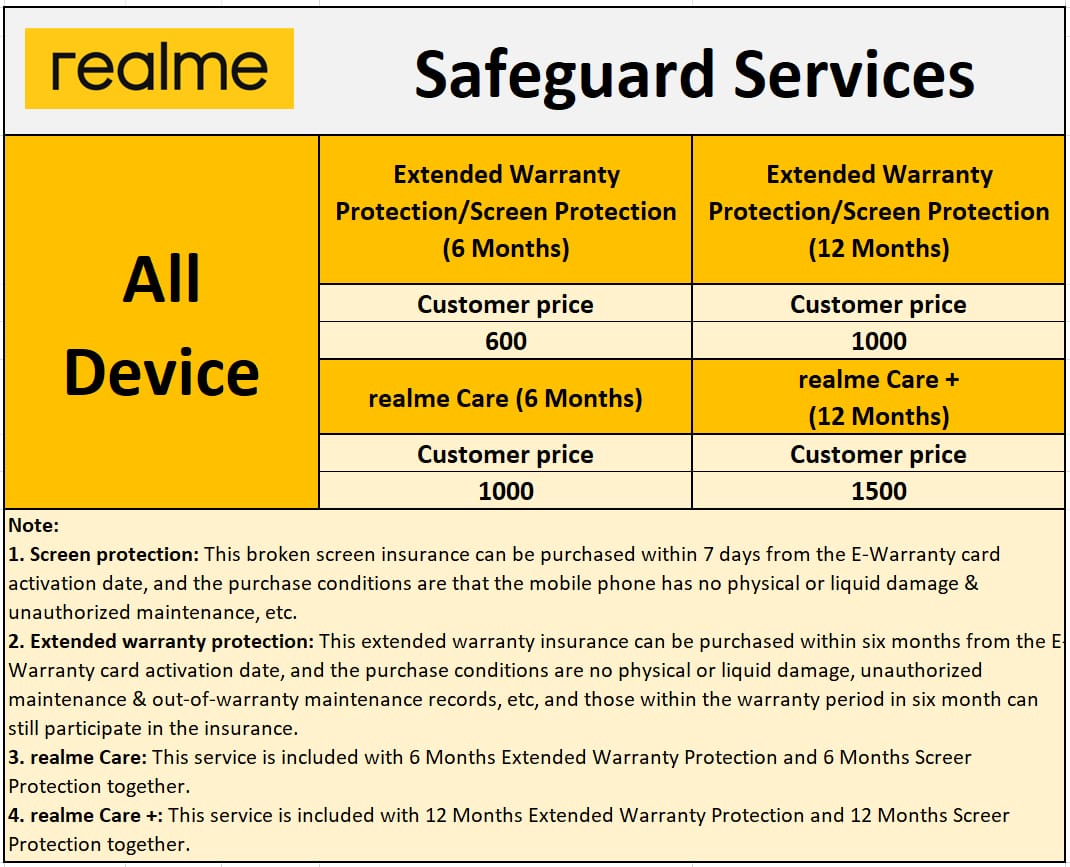 realme
Safeguard Services
All
Device
Extended Warranty
Protection/Screen Protection
(6 Months)
Extended Warranty
Protection/Screen Protection
(12 Months)
Customer price
Customer price
600
1000
realme Care (6 Months)
realme Care +
(12 Months)
Customer price
Customer price
1000
1500
Note:
1. Screen protection: This broken screen insurance can be purchased within 7 days from the E-Warranty card
activation date, and the purchase conditions are that the mobile phone has no physical or liquid damage &
unauthorized maintenance, etc.
2. Extended warranty protection: This extended warranty insurance can be purchased within six months from the E-
Warranty card activation date, and the purchase conditions are no physical or liquid damage, unauthorized
maintenance & out-of-warranty maintenance records, etc, and those within the warranty period in six month can
still participate in the insurance.
3. realme Care: This service is included with 6 Months Extended Warranty Protection and 6 Months Screer
Protection together.
4. realme Care +: This service is included with 12 Months Extended Warranty Protection and 12 Months Screer
Protection together.